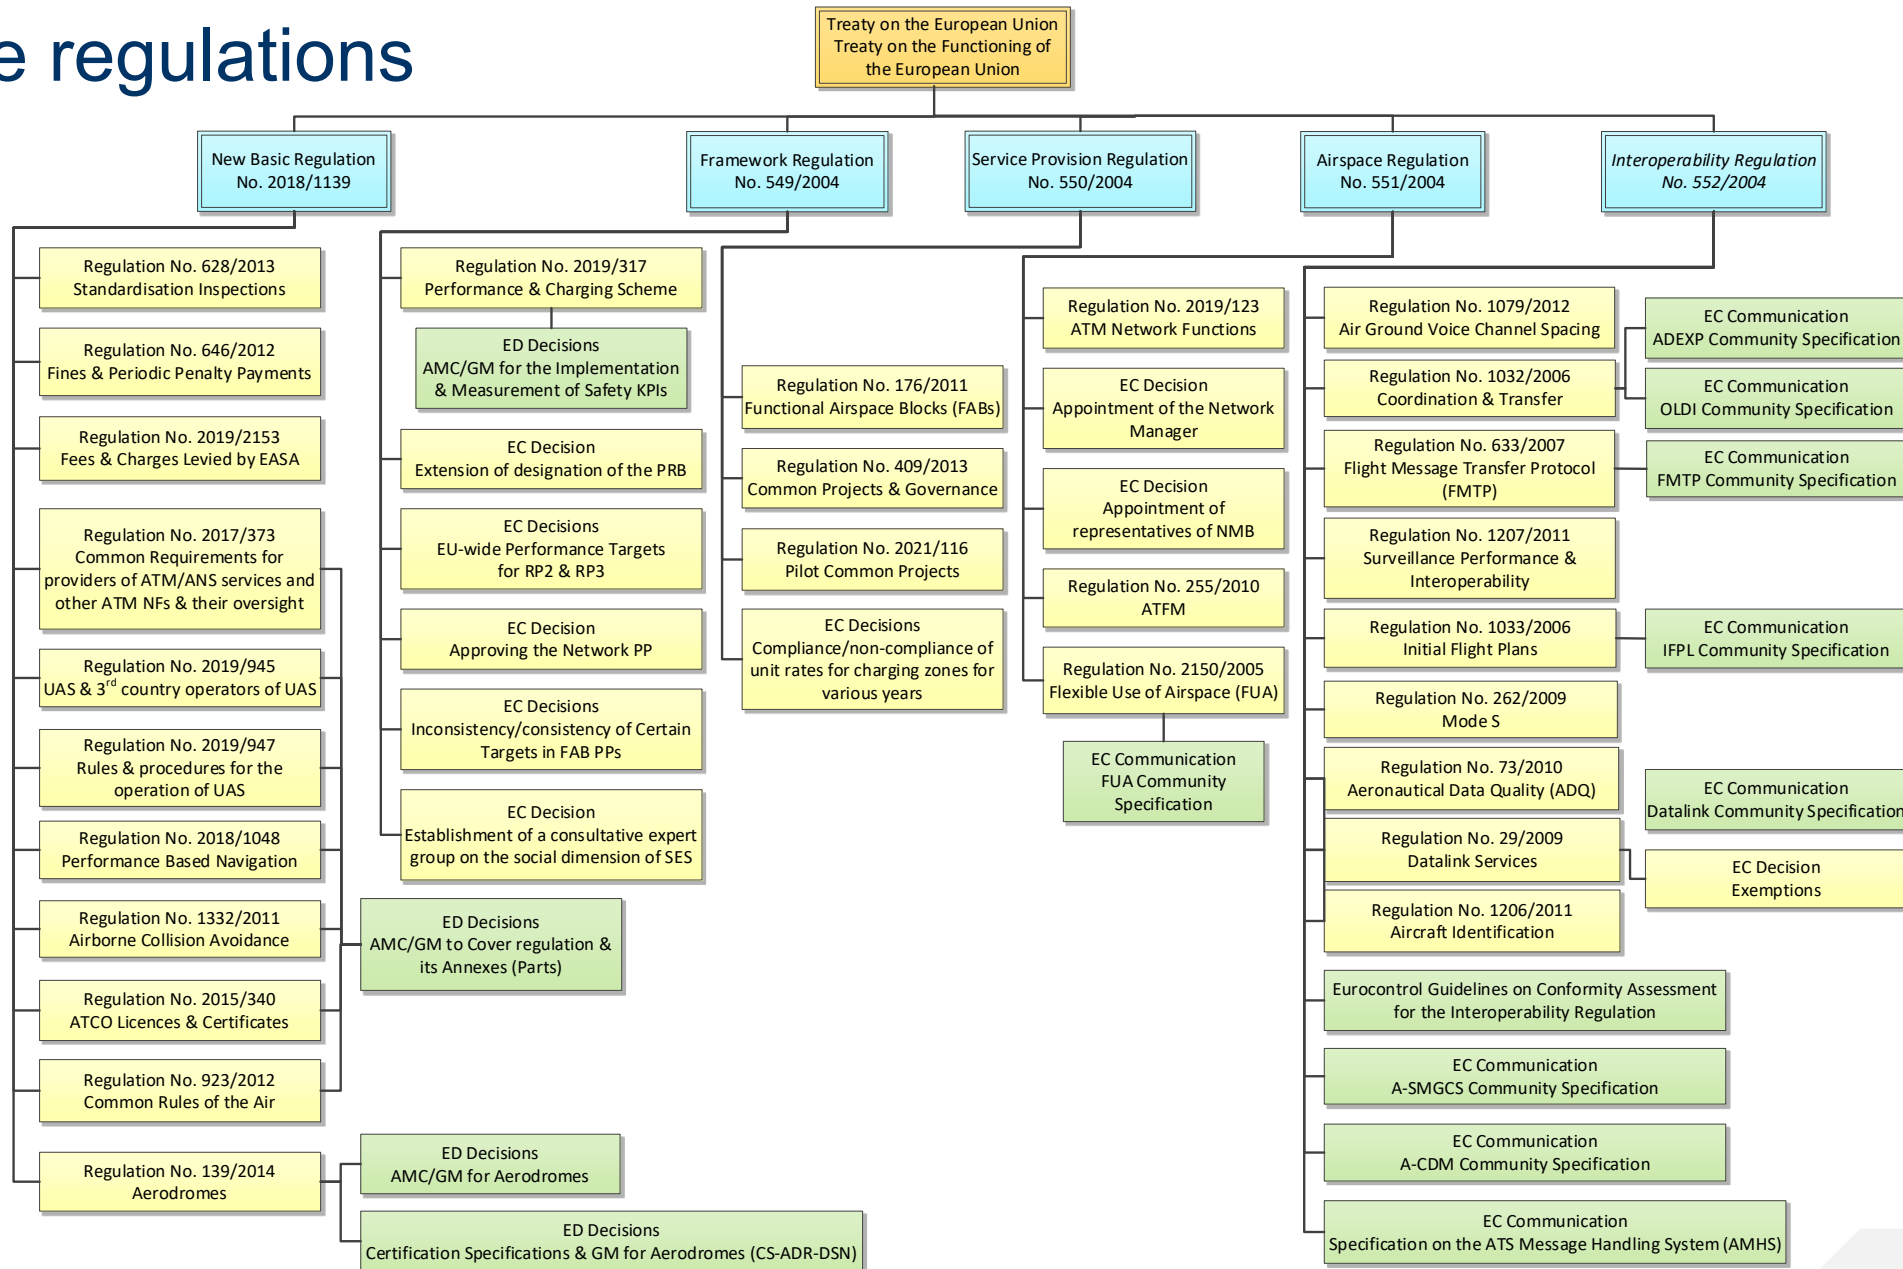 e regulations
Treaty on the European Union
Treaty on the Functioning of
the European Union
New Basic Regulation
No. 2018/1139
Framework Regulation
No. 549/2004
Service Provision Regulation
No. 550/2004
Airspace Regulation
No. 551/2004
Interoperability Regulation
No. 552/2004
Regulation No. 628/2013
Standardisation Inspections
Regulation No. 646/2012
Fines & Periodic Penalty Payments
Regulation No. 2019/2153
Fees & Charges Levied by EASA
Regulation No. 2017/373
Common Requirements for
providers of ATM/ANS services and
other ATM NFs & their oversight
Regulation No. 2019/945
UAS & 3rd country operators of UAS
Regulation No. 2019/947
Rules & procedures for the
operation of UAS
Regulation No. 2018/1048
Performance Based Navigation
Regulation No. 1332/2011
Airborne Collision Avoidance
Regulation No. 2015/340
ATCO Licences & Certificates
Regulation No. 923/2012
Common Rules of the Air
Regulation No. 139/2014
Aerodromes
ED Decisions
AMC/GM to Cover regulation &
its Annexes (Parts)
ED Decisions
AMC/GM for Aerodromes
ED Decisions
Certification Specifications & GM for Aerodromes (CS-ADR-DSN)
Regulation No. 2019/317
Performance & Charging Scheme
ED Decisions
AMC/GM for the Implementation
& Measurement of Safety KPIs
EC Decision
Extension of designation of the PRB
EC Decisions
EU-wide Performance Targets
for RP2 & RP3
EC Decision
Approving the Network PP
EC Decisions
Inconsistency/consistency of Certain
Targets in FAB PPs
EC Decision
Establishment of a consultative expert
group on the social dimension of SES
Regulation No. 176/2011
Functional Airspace Blocks (FABs)
Regulation No. 409/2013
Common Projects & Governance
Regulation No. 2021/116
Pilot Common Projects
EC Decisions
Compliance/non-compliance of
unit rates for charging zones for
various years
Regulation No. 2019/123
ATM Network Functions
EC Decision
Appointment of the Network
Manager
EC Decision
Appointment of
representatives of NMB
Regulation No. 255/2010
ATFM
Regulation No. 2150/2005
Flexible Use of Airspace (FUA)
EC Communication
FUA Community
Specification
Regulation No. 1079/2012
Air Ground Voice Channel Spacing
Regulation No. 1032/2006
Coordination & Transfer
Regulation No. 633/2007
Flight Message Transfer Protocol
(FMTP)
Regulation No. 1207/2011
Surveillance Performance &
Interoperability
Regulation No. 1033/2006
Initial Flight Plans
Regulation No. 262/2009
Mode S
Regulation No. 73/2010
Aeronautical Data Quality (ADQ)
Regulation No. 29/2009
Datalink Services
Regulation No. 1206/2011
Aircraft Identification
Eurocontrol Guidelines on Conformity Assessment
for the Interoperability Regulation
EC Communication
A-SMGCS Community Specification
EC Communication
A-CDM Community Specification
EC Communication
Specification on the ATS Message Handling System (AMHS)
EC Communication
ADEXP Community Specification
EC Communication
OLDI Community Specification
EC Communication
FMTP Community Specification
EC Communication
IFPL Community Specification
EC Communication
Datalink Community Specification
EC Decision
Exemptions